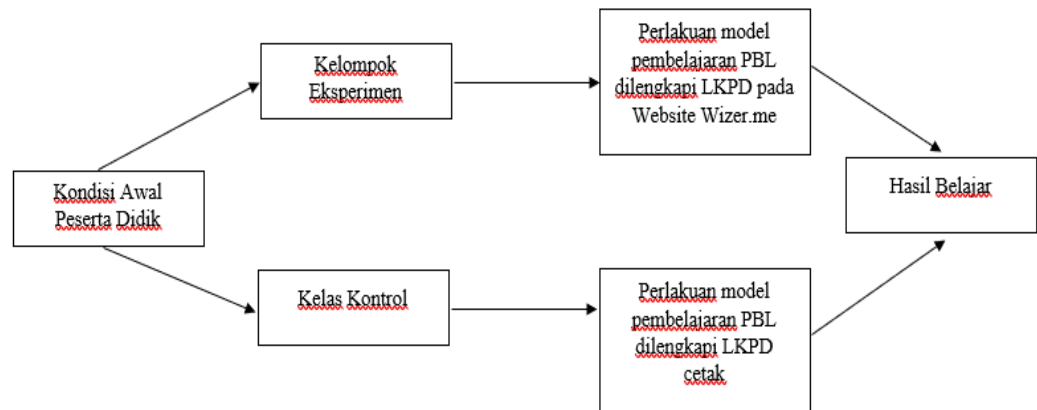 Kondisi Awal
Peserta Didik
Kelompok
Eksperimen
Perlakuan model
pembelajaran PBL
dilengkapi LKPD pada
Website Wizer.me
Kelas Kontrol
Perlakuan model
pembelajaran PBL
dilengkapi LKPD
cetak
Hasil Belajar